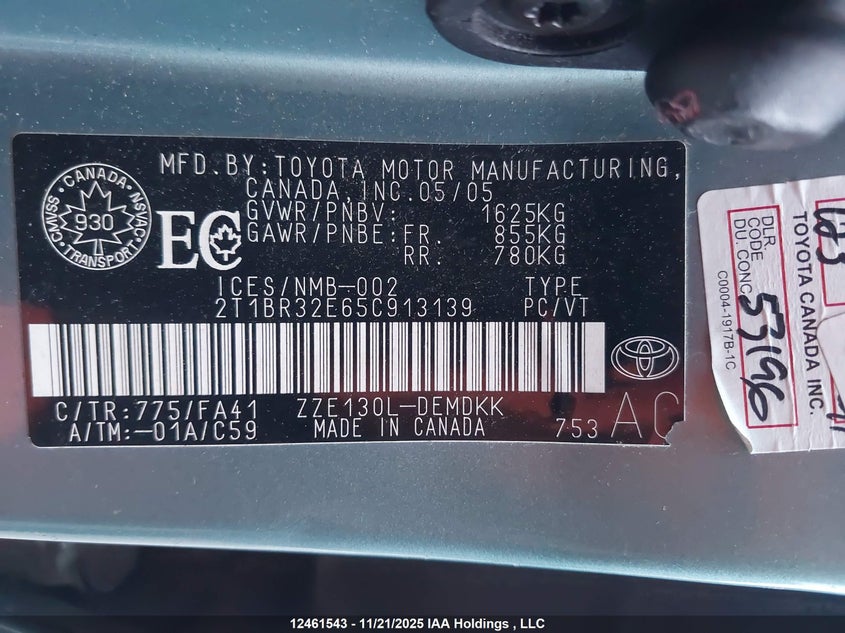 MFD.BY:TOYOTA MOTOR MANUFACTURING,
CANADA,INC.05/05
GVWR/PNBV: 1625KG
GAWR/PNBE:FR. 855KG
RR. 780KG
CANADA
930
TRANSPORT
CMVSS
NSVAC
EC
ICES/NMB-002 TYPE
2T1BR32E65C913139 PC/VT
C/TR:775/FA41 ZZE130L-DEMDKK
A/TM:-01A/C59 MADE IN CANADA 753 AC
TOYOTA CANADA INC.
DLR.
CODE
DU. CONC.
53196
C0004-1917B-1C
12461543 - 11/21/2025 IAA Holdings , LLC